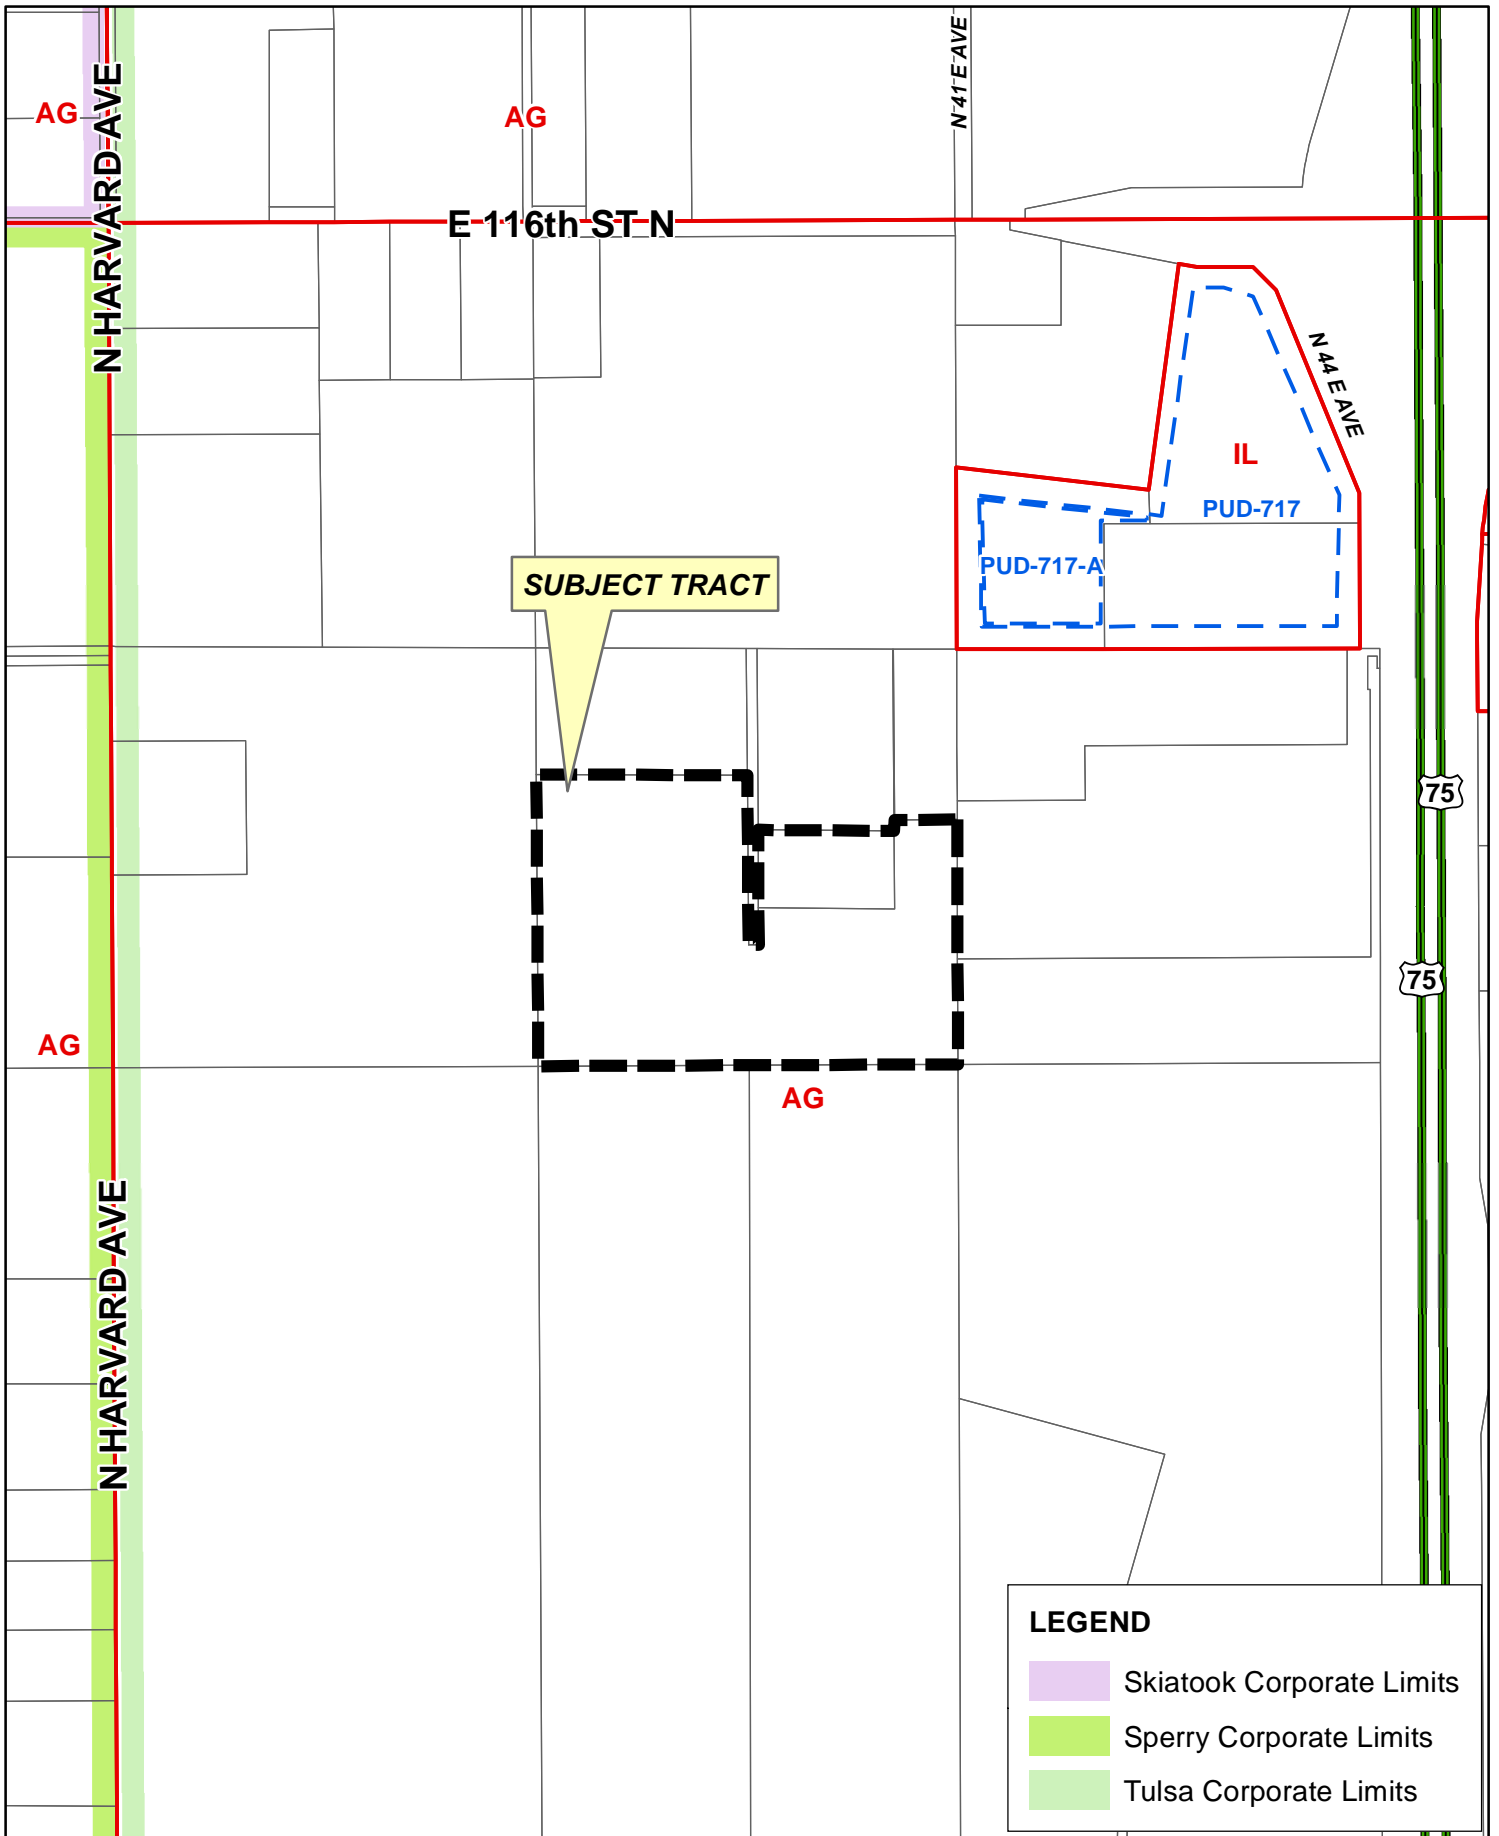 N 41 E AVE
AG
AG
N HARVARD AVE
E 116th ST N
N 44 E AVE
IL
PUD-717
PUD-717-A
SUBJECT TRACT
75
75
AG
AG
N HARVARD AVE
LEGEND
Skiatook Corporate Limits
Sperry Corporate Limits
Tulsa Corporate Limits